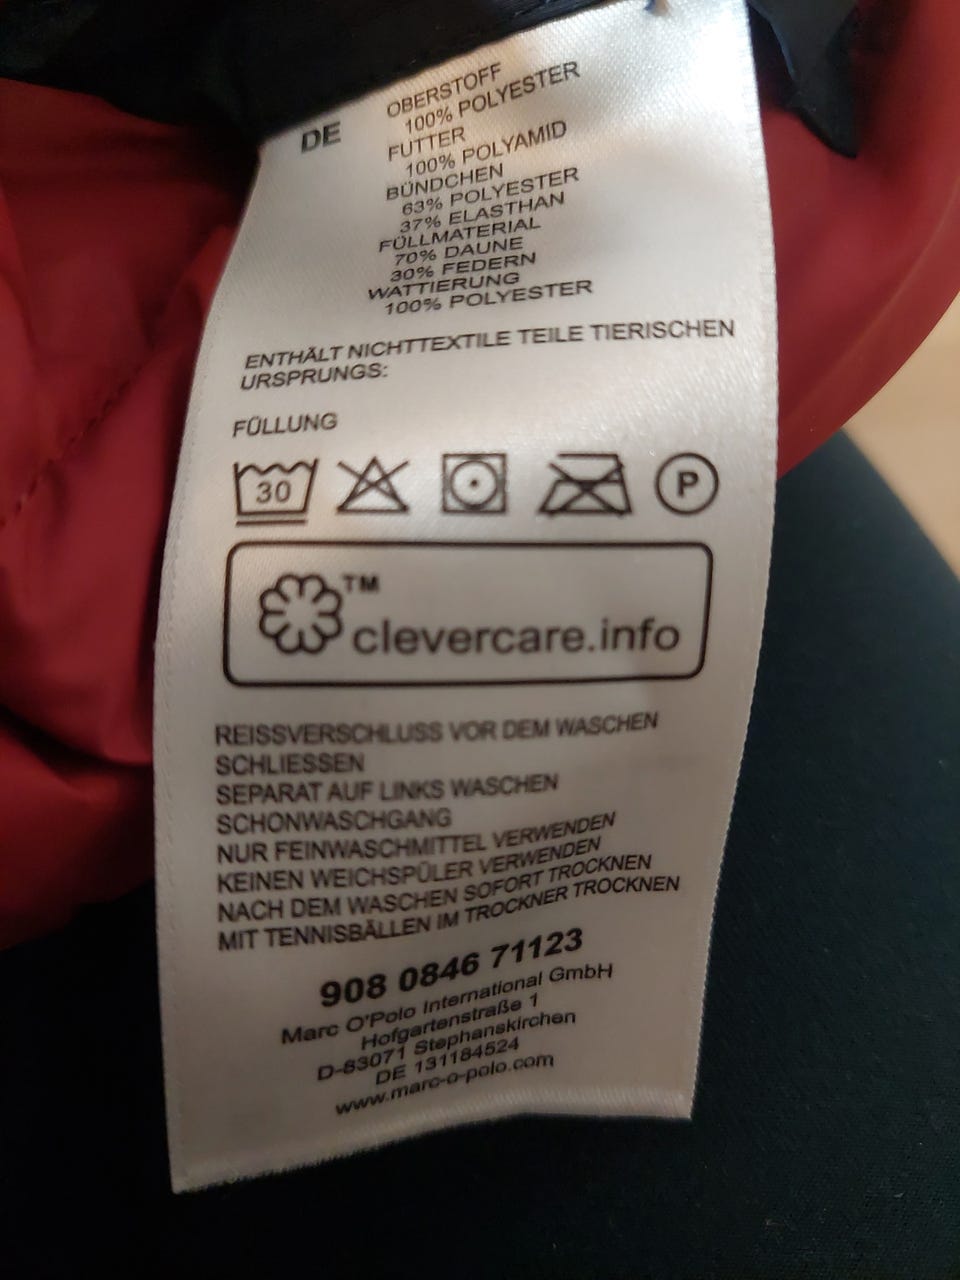 DE
OBERSTOFF
100% POLYESTER
FUTTER
100% POLYAMID
BÜNDCHEN
63% POLYESTER
37% ELASTHAN
FÜLLMATERIAL
70% DAUNE
30% FEDERN
WATTIERUNG
100% POLYESTER
ENTHÄLT NICHTTEXTILE TEILE TIERISCHEN
URSPRUNGS:
FÜLLUNG
30 P
TM
clevercare.info
REISSVERSCHLUSS VOR DEM WASCHEN
SCHLIESSEN
SEPARAT AUF LINKS WASCHEN
SCHONWASCHGANG
NUR FEINWASCHMITTEL VERWENDEN
KEINEN WEICHSPÜLER VERWENDEN
NACH DEM WASCHEN SOFORT TROCKNEN
MIT TENNISBÄLLEN IM TROCKNER TROCKNEN
908 0846 71123
Marc O'Polo International GmbH
Hofgartenstraße 1
D-83071 Stephanskirchen
DE 131184524
www.marc-o-polo.com